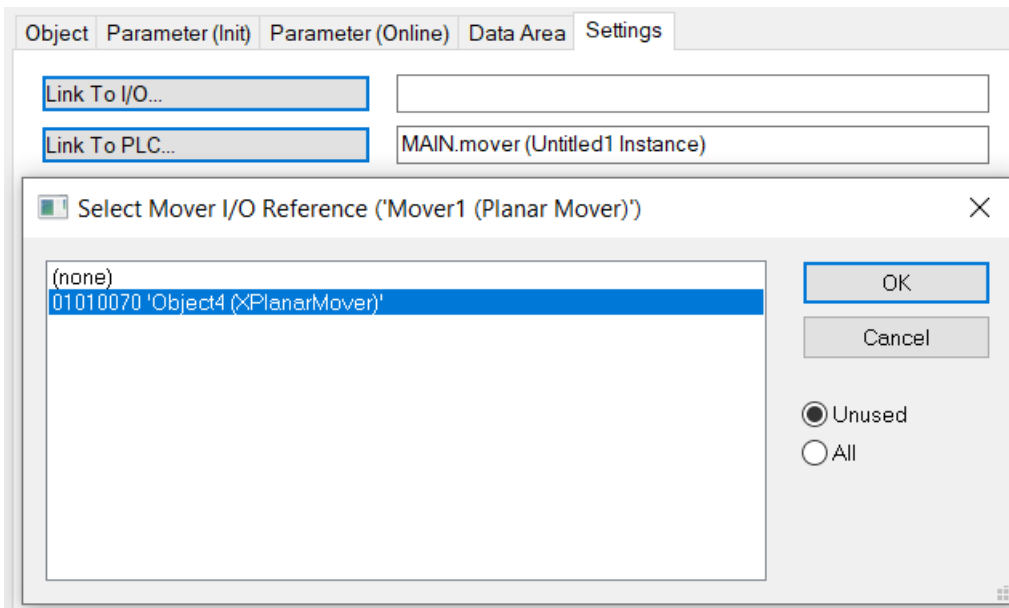 Object Parameter (Init) Parameter (Online) Data Area Settings
Link To I/O...
Link To PLC... MAIN.mover (Untitled1 Instance)
Select Mover I/O Reference ('Mover1 (Planar Mover)')
(none)
01010070 'Object4 (XPlanarMover)'
OK
Cancel
Unused
All